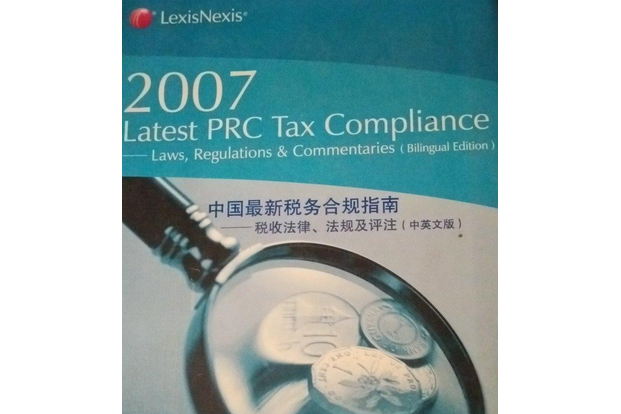 LexisNexis®
2007
Latest PRC Tax Compliance
——Laws, Regulations & Commentaries (Bilingual Edition)
中国最新税务合规指南
——税收法律、法规及评注(中英文版)
10